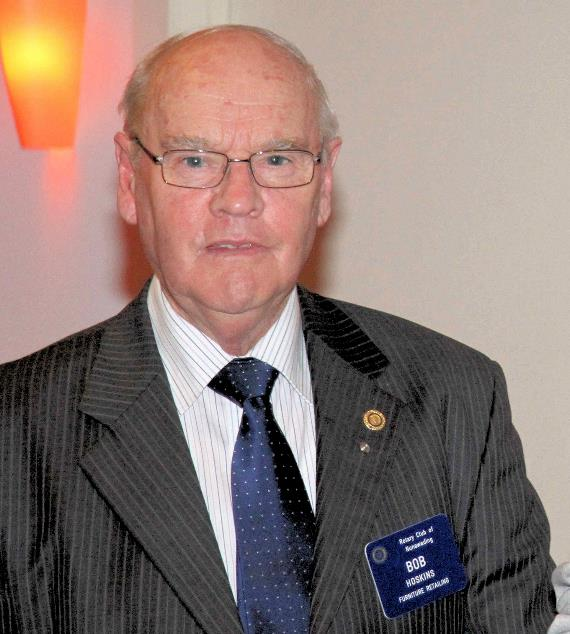 Rotary Club of
Nunawading
BOB
HOSKINS
FURNITURE RETAILING